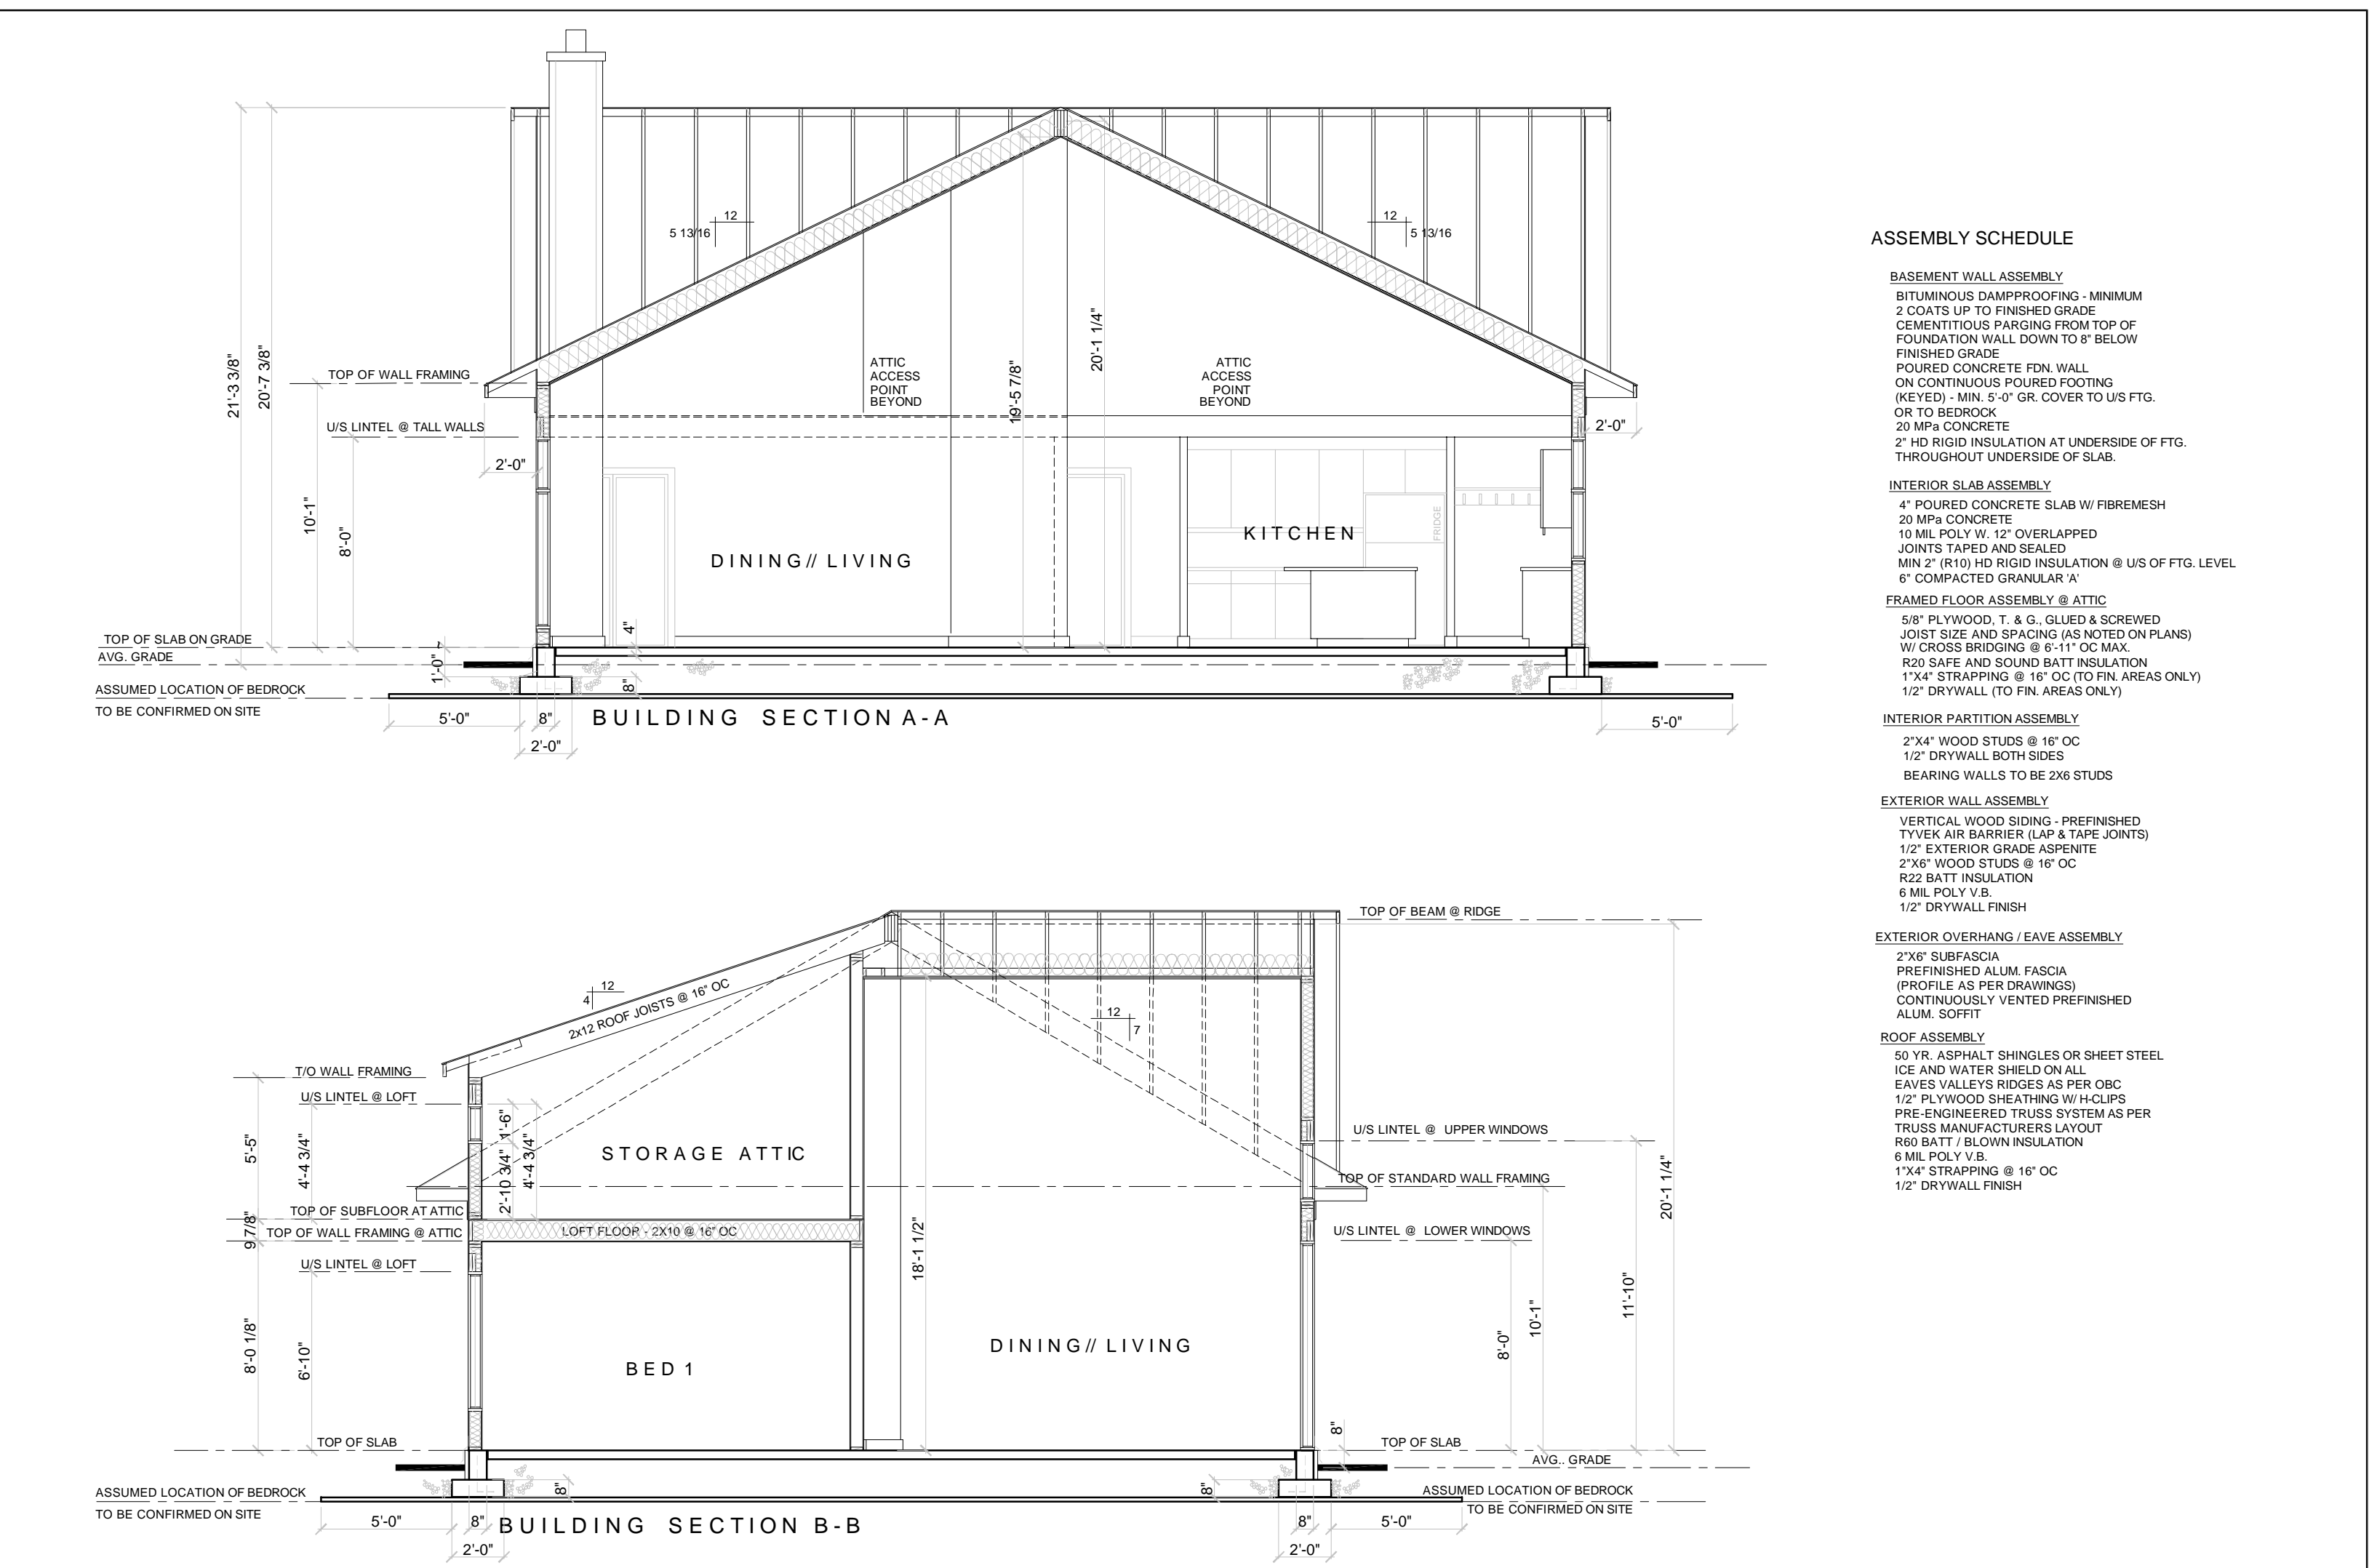 12
5 13/16
12
5 13/16
21'-3 3/8"
20'-7 3/8"
TOP OF WALL FRAMING
U/S LINTEL @ TALL WALLS
2'-0"
10'-1"
8'-0"
ATTIC
ACCESS
POINT
BEYOND
19'-5 7/8"
20'-1 1/4"
ATTIC
ACCESS
POINT
BEYOND
2'-0"
DINING// LIVING
KITCHEN
FRIDGE
TOP OF SLAB ON GRADE
AVG. GRADE
1'-0"
4"
ASSUMED LOCATION OF BEDROCK
TO BE CONFIRMED ON SITE
8"
5'-0"
8"
2'-0"
BUILDING SECTION A-A
5'-0"
TOP OF BEAM @ RIDGE
12
4
2x12 ROOF JOISTS @ 16" OC
12
7
T/O WALL FRAMING
U/S LINTEL @ LOFT
5'-5"
4'-4 3/4"
1'-6"
2'-10 3/4"
4'-4 3/4"
STORAGE ATTIC
U/S LINTEL @ UPPER WINDOWS
TOP OF STANDARD WALL FRAMING
20'-1 1/4"
TOP OF SUBFLOOR AT ATTIC
9 7/8"
TOP OF WALL FRAMING @ ATTIC
LOFT FLOOR - 2X10 @ 16" OC
U/S LINTEL @ LOWER WINDOWS
U/S LINTEL @ LOFT
18'-1 1/2"
8'-0 1/8"
6'-10"
BED 1
DINING// LIVING
8'-0"
10'-1"
11'-10"
8"
TOP OF SLAB
TOP OF SLAB
AVG.. GRADE
ASSUMED LOCATION OF BEDROCK
TO BE CONFIRMED ON SITE
8"
8"
ASSUMED LOCATION OF BEDROCK
TO BE CONFIRMED ON SITE
5'-0"
8"
2'-0"
BUILDING SECTION B-B
8"
2'-0"
5'-0"
ASSEMBLY SCHEDULE
BASEMENT WALL ASSEMBLY
BITUMINOUS DAMPPROOFING - MINIMUM
2 COATS UP TO FINISHED GRADE
CEMENTITIOUS PARGING FROM TOP OF
FOUNDATION WALL DOWN TO 8" BELOW
FINISHED GRADE
POURED CONCRETE FDN. WALL
ON CONTINUOUS POURED FOOTING
(KEYED) - MIN. 5'-0" GR. COVER TO U/S FTG.
OR TO BEDROCK
20 MPa CONCRETE
2" HD RIGID INSULATION AT UNDERSIDE OF FTG.
THROUGHOUT UNDERSIDE OF SLAB.
INTERIOR SLAB ASSEMBLY
4" POURED CONCRETE SLAB W/ FIBREMESH
20 MPa CONCRETE
10 MIL POLY W. 12" OVERLAPPED
JOINTS TAPED AND SEALED
MIN 2" (R10) HD RIGID INSULATION @ U/S OF FTG. LEVEL
6" COMPACTED GRANULAR 'A'
FRAMED FLOOR ASSEMBLY @ ATTIC
5/8" PLYWOOD, T. & G., GLUED & SCREWED
JOIST SIZE AND SPACING (AS NOTED ON PLANS)
W/ CROSS BRIDGING @ 6'-11" OC MAX.
R20 SAFE AND SOUND BATT INSULATION
1"X4" STRAPPING @ 16" OC (TO FIN. AREAS ONLY)
1/2" DRYWALL (TO FIN. AREAS ONLY)
INTERIOR PARTITION ASSEMBLY
2"X4" WOOD STUDS @ 16" OC
1/2" DRYWALL BOTH SIDES
BEARING WALLS TO BE 2X6 STUDS
EXTERIOR WALL ASSEMBLY
VERTICAL WOOD SIDING - PREFINISHED
TYVEK AIR BARRIER (LAP & TAPE JOINTS)
1/2" EXTERIOR GRADE ASPENITE
2"X6" WOOD STUDS @ 16" OC
R22 BATT INSULATION
6 MIL POLY V.B.
1/2" DRYWALL FINISH
EXTERIOR OVERHANG / EAVE ASSEMBLY
2"X6" SUBFASCIA
PREFINISHED ALUM. FASCIA
(PROFILE AS PER DRAWINGS)
CONTINUOUSLY VENTED PREFINISHED
ALUM. SOFFIT
ROOF ASSEMBLY
50 YR. ASPHALT SHINGLES OR SHEET STEEL
ICE AND WATER SHIELD ON ALL
EAVES VALLEYS RIDGES AS PER OBC
1/2" PLYWOOD SHEATHING W/ H-CLIPS
PRE-ENGINEERED TRUSS SYSTEM AS PER
TRUSS MANUFACTURERS LAYOUT
R60 BATT / BLOWN INSULATION
6 MIL POLY V.B.
1"X4" STRAPPING @ 16" OC
1/2" DRYWALL FINISH